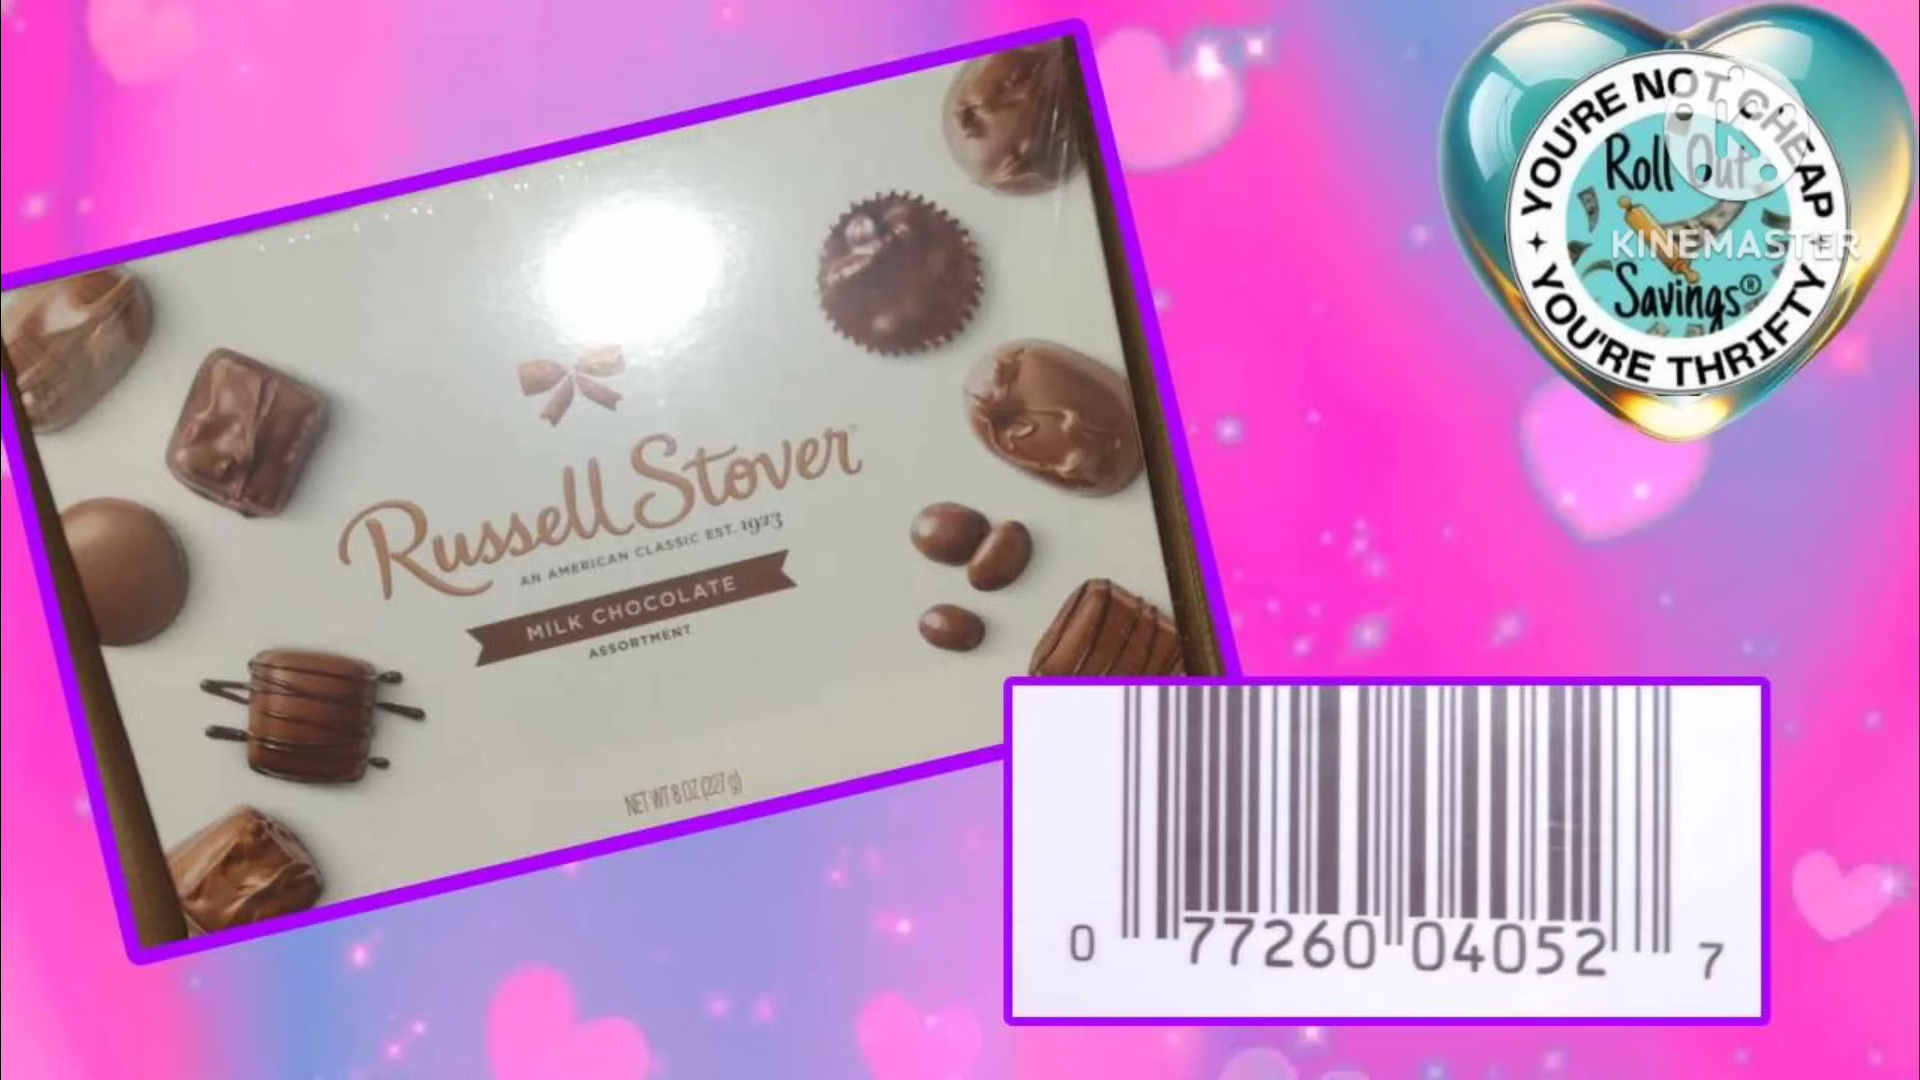 Russell Stover
AN AMERICAN CLASSIC EST. 1923
MILK CHOCOLATE
ASSORTMENT
NET WT 8 OZ (227 g)
YOU'RE NOT CHEAP
Roll Out
Savings®
YOU'RE THRIFTY
KINEMASTER
0 77260 04052 7